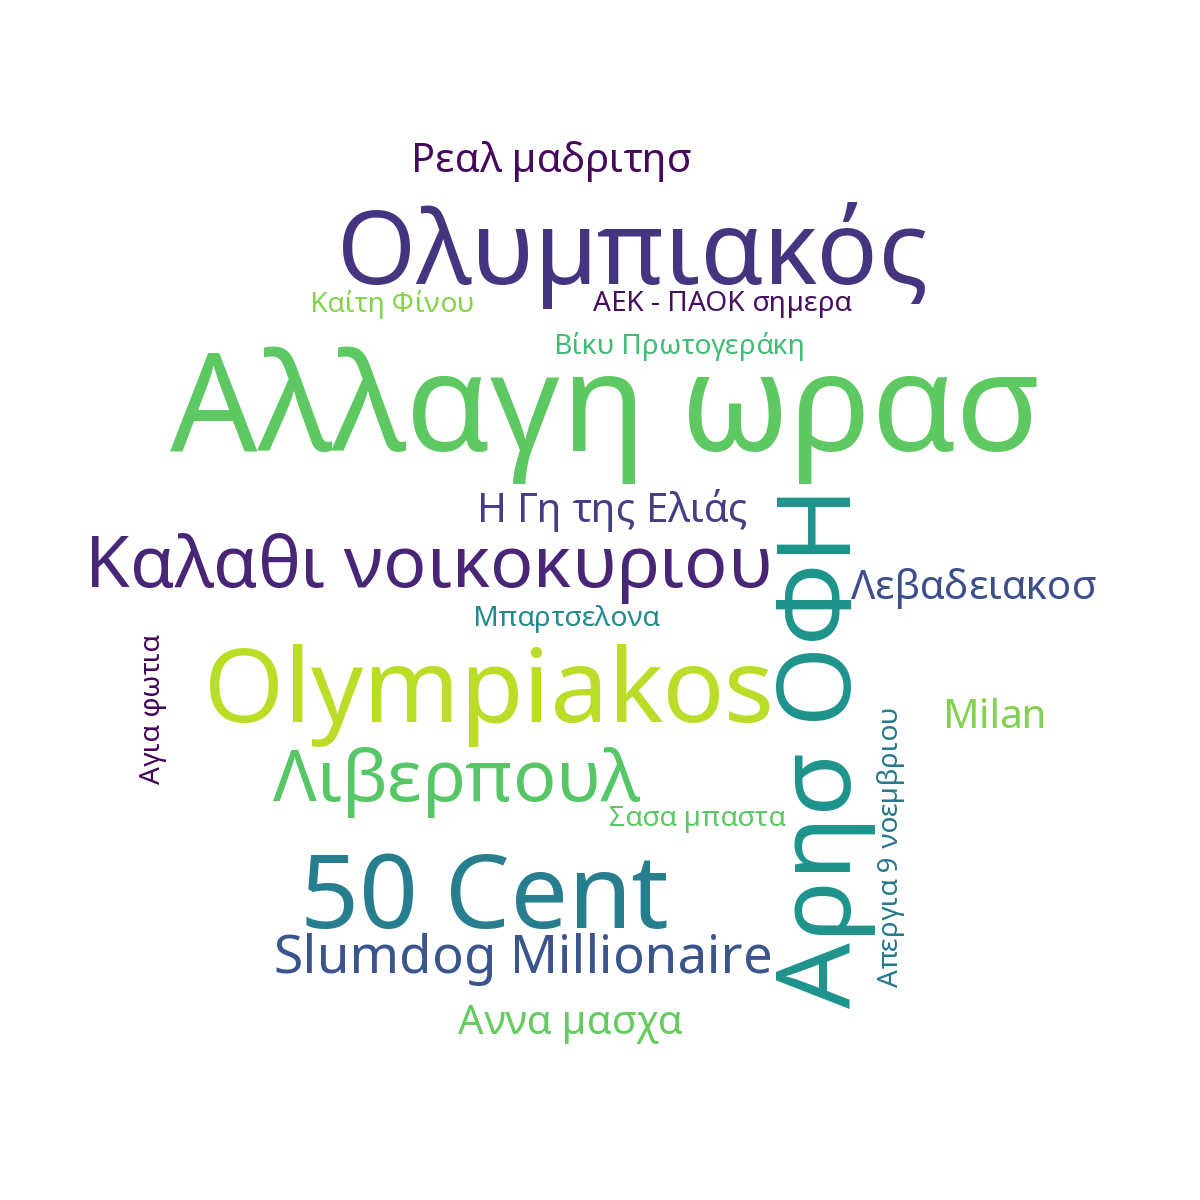 Ρεαλ μαδριτησ
Ολυμπιακός
Καίτη Φίνου
ΑΕΚ - ΠΑΟΚ σημερα
Βίκυ Πρωτογεράκη
Αλλαγη ωρασ
Η Γη της Ελιάς
Καλαθι νοικοκυριου
Λεβαδειακοσ
Μπαρτσελονα
Αρησ ΟΦΗ
Αγια φωτια
Olympiakos
Milan
Λιβερπουλ
Σασα μπαστα
Απεργια 9 νοεμβριου
50 Cent
Slumdog Millionaire
Αννα μασχα